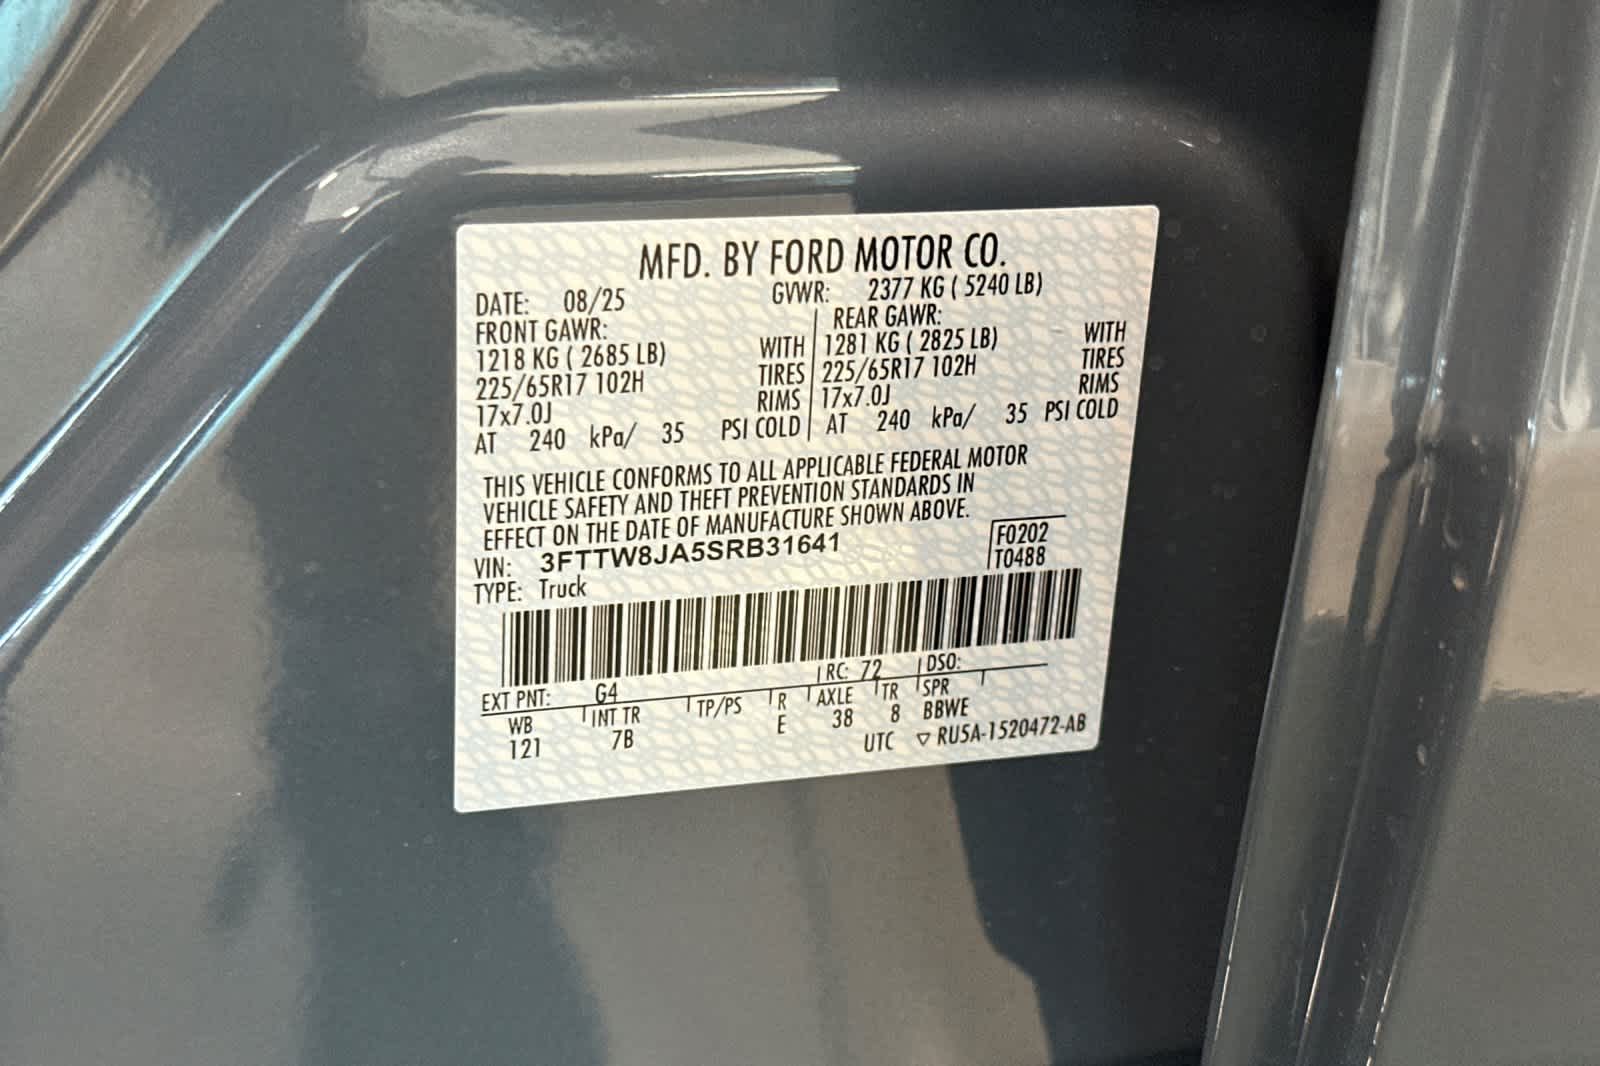 MFD. BY FORD MOTOR CO.
DATE: 08/25 GVWR: 2377 KG ( 5240 LB)
FRONT GAWR: REAR GAWR:
1218 KG ( 2685 LB) WITH 1281 KG ( 2825 LB) WITH
225/65R17 102H TIRES 225/65R17 102H TIRES
17x7.0J RIMS 17x7.0J RIMS
AT 240 kPa/ 35 PSI COLD AT 240 kPa/ 35 PSI COLD
THIS VEHICLE CONFORMS TO ALL APPLICABLE FEDERAL MOTOR
VEHICLE SAFETY AND THEFT PREVENTION STANDARDS IN
EFFECT ON THE DATE OF MANUFACTURE SHOWN ABOVE.
VIN: 3FTTW8JA5SRB31641 F0202
TYPE: Truck T0488
EXT PNT: G4 RC: 72 DSO:
WB INT TR TP/PS R AXLE TR SPR
121 7B E 38 8 BBWE
UTC ▽ RU5A-1520472-AB